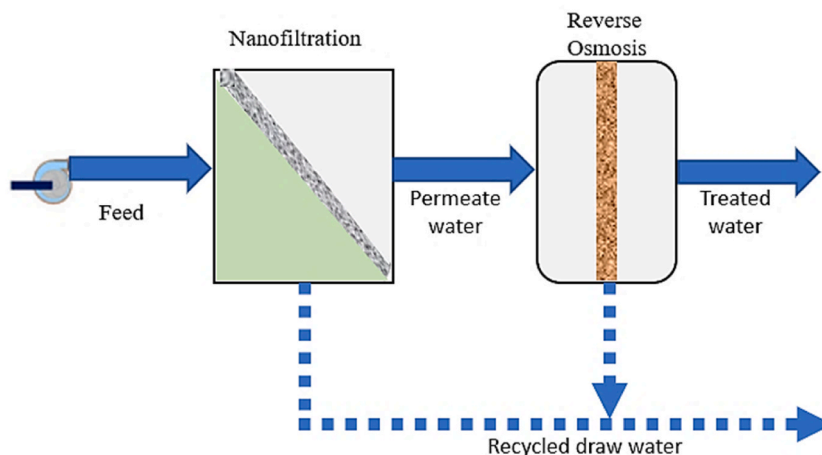 Nanofiltration
Reverse
Osmosis
Feed
Permeate
water
Treated
water
Recycled draw water